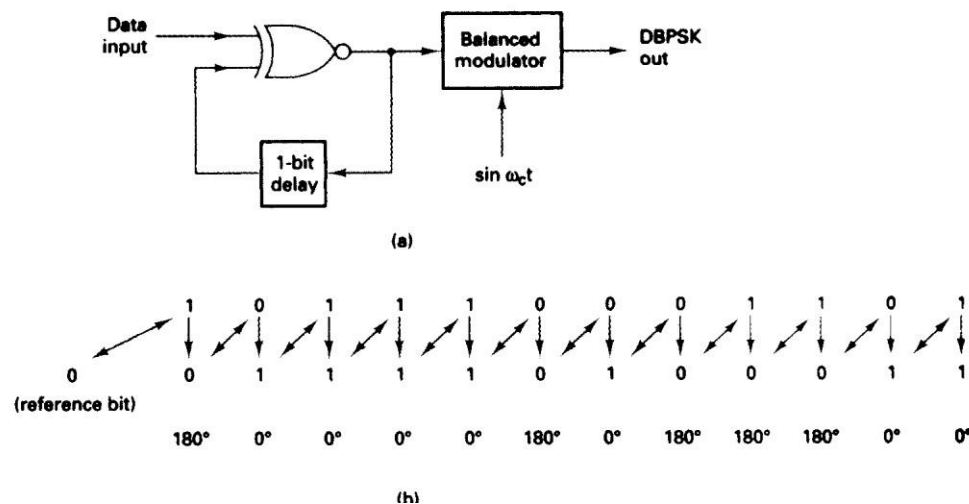 Data
input
Balanced
modulator
DBPSK
out
1-bit
delay
sin ωct
(a)
1 0 1 1 1 0 0 0 1 1 0 1
0 0 1 1 1 1 0 1 0 0 0 1 1
(reference bit)
180° 0° 0° 0° 0° 180° 0° 180° 180° 180° 0° 0°
(b)